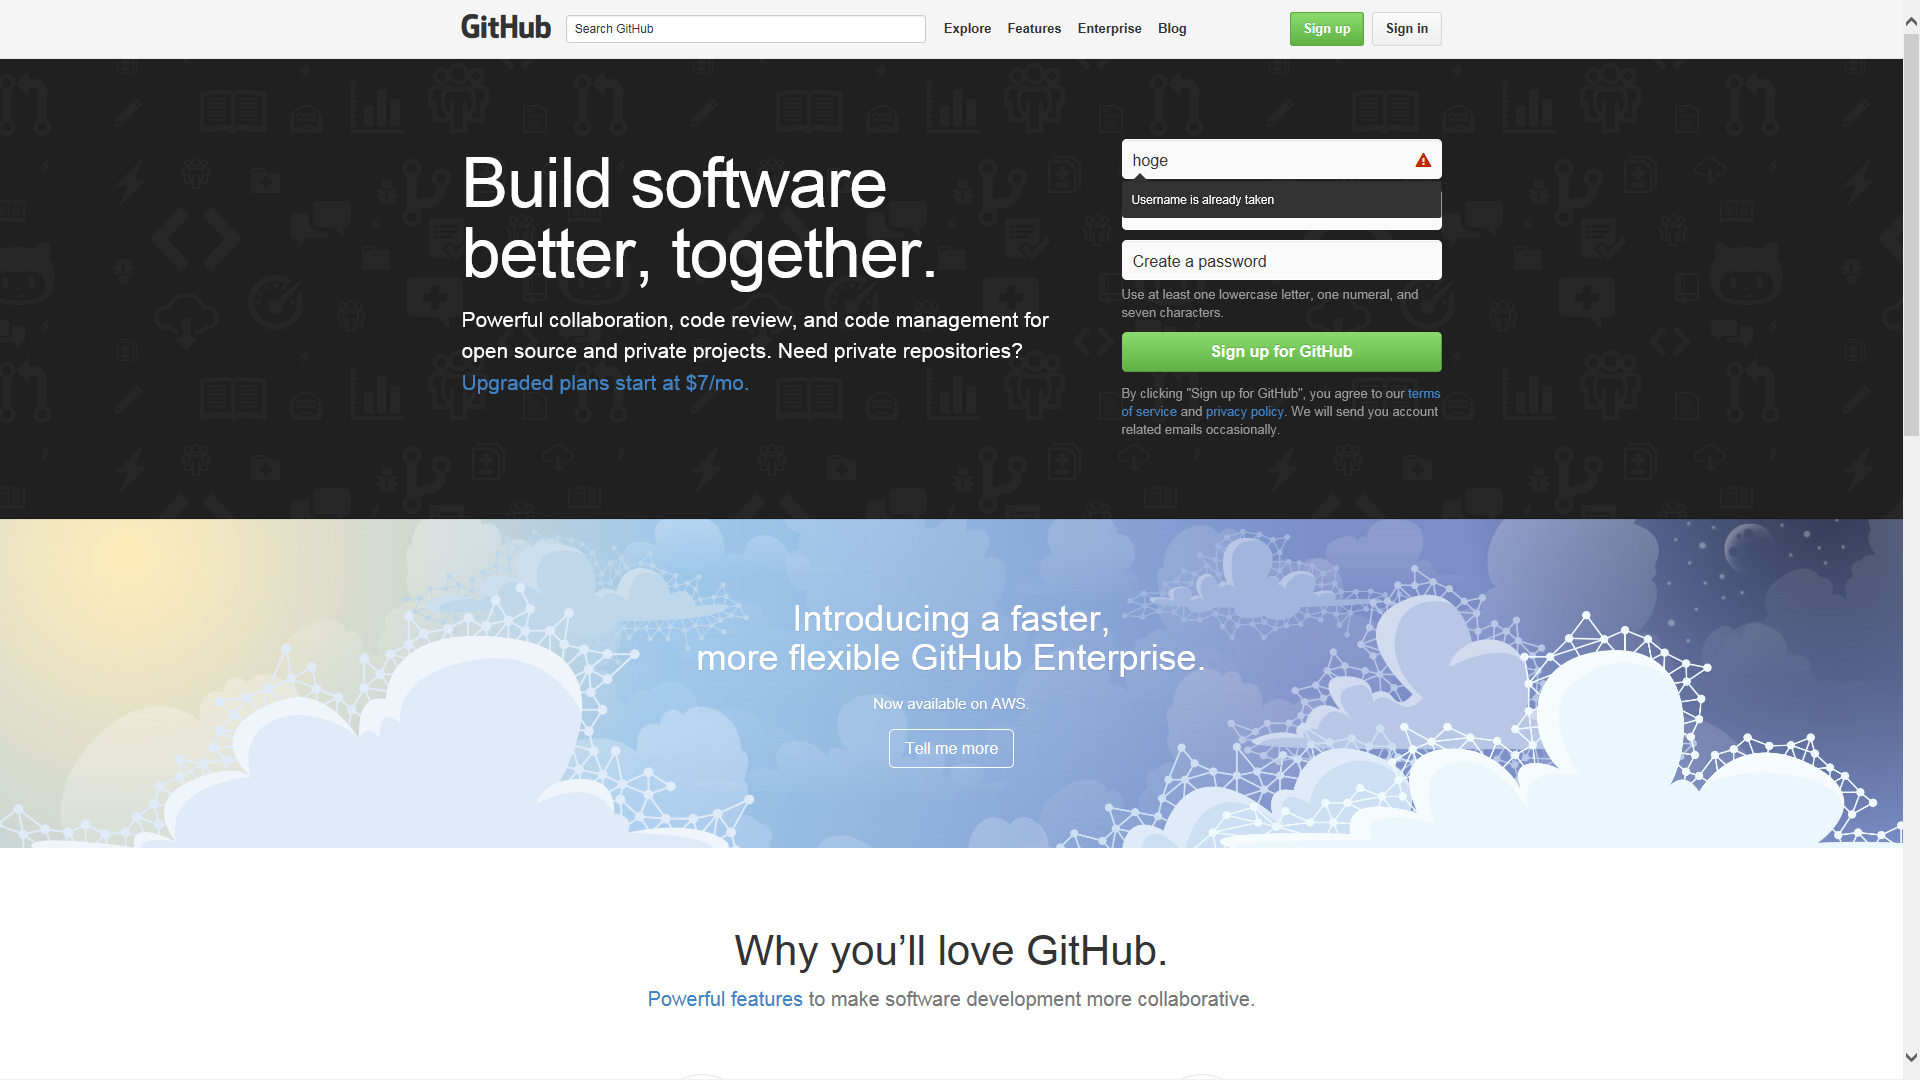 GitHub
Search GitHub
Explore Features Enterprise Blog
Sign up Sign in
Build software
better, together.
Powerful collaboration, code review, and code management for
open source and private projects. Need private repositories?
Upgraded plans start at $7/mo.
hoge
Username is already taken
Create a password
Use at least one lowercase letter, one numeral, and
seven characters.
Sign up for GitHub
By clicking "Sign up for GitHub", you agree to our terms
of service and privacy policy. We will send you account
related emails occasionally.
Introducing a faster,
more flexible GitHub Enterprise.
Now available on AWS.
Tell me more
Why you’ll love GitHub.
Powerful features to make software development more collaborative.